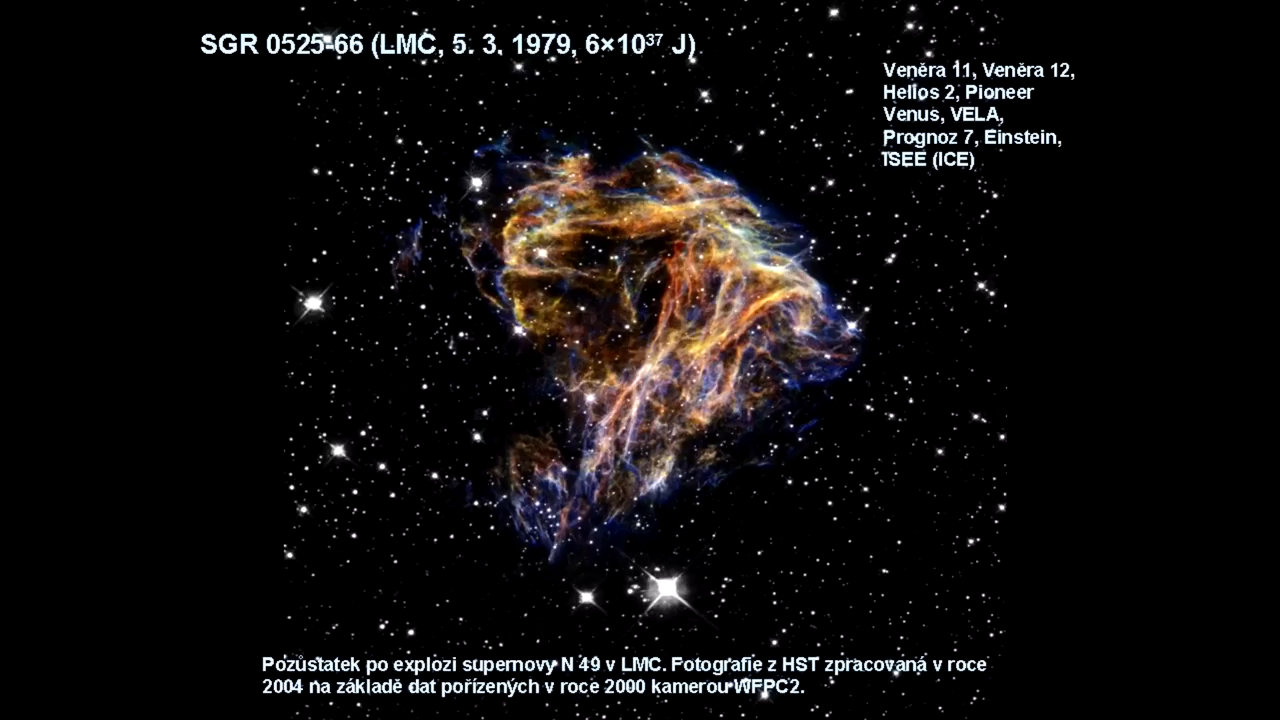 SGR 0525-66 (LMC, 5. 3. 1979, 6×10³⁷ J)
Veněra 11, Veněra 12,
Helios 2, Pioneer
Venus, VELA,
Prognoz 7, Einstein,
ISEE (ICE)
Pozůstatek po explozi supernovy N 49 v LMC. Fotografie z HST zpracovaná v roce
2004 na základě dat pořízených v roce 2000 kamerou WFPC2.